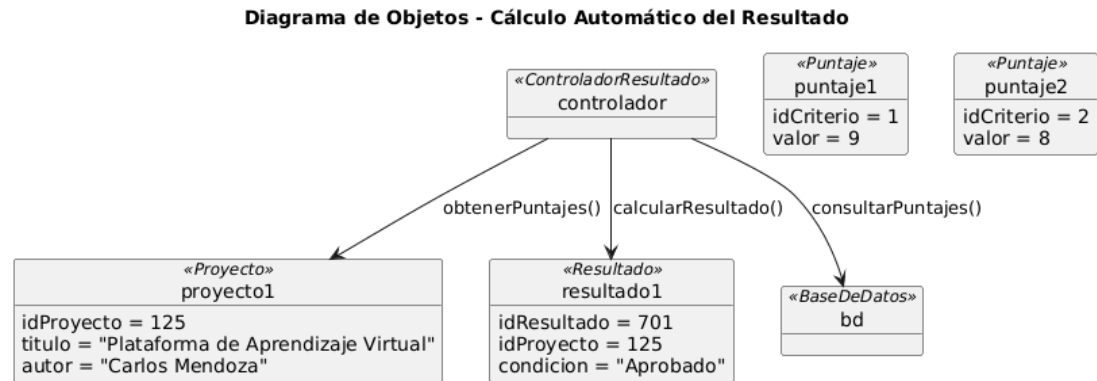 Diagrama de Objetos - Cálculo Automático del Resultado
«ControladorResultado»
controlador
«Puntaje»
puntaje1
idCriterio = 1
valor = 9
«Puntaje»
puntaje2
idCriterio = 2
valor = 8
obtenerPuntajes()
calcularResultado()
consultarPuntajes()
«Proyecto»
proyecto1
idProyecto = 125
titulo = "Plataforma de Aprendizaje Virtual"
autor = "Carlos Mendoza"
«Resultado»
resultado1
idResultado = 701
idProyecto = 125
condicion = "Aprobado"
«BaseDeDatos»
bd